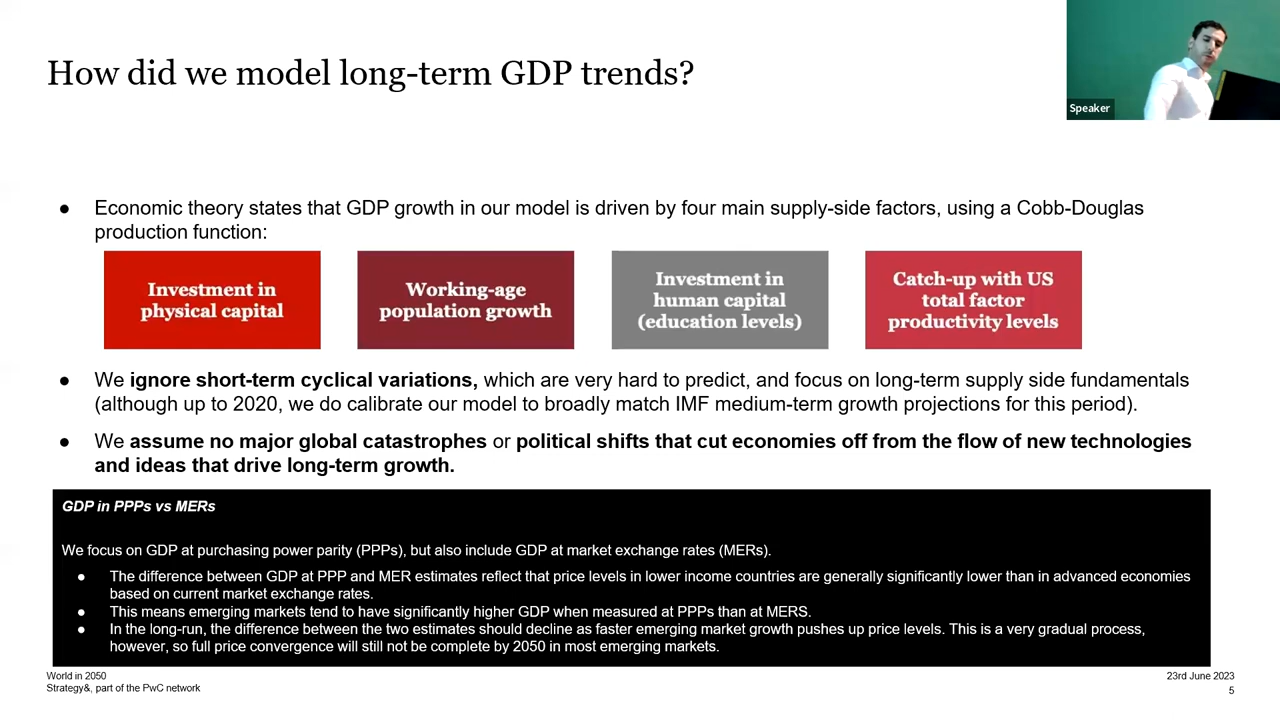 How did we model long-term GDP trends?
Speaker
● Economic theory states that GDP growth in our model is driven by four main supply-side factors, using a Cobb-Douglas
production function:
Investment in
physical capital
Working-age
population growth
Investment in
human capital
(education levels)
Catch-up with US
total factor
productivity levels
● We ignore short-term cyclical variations, which are very hard to predict, and focus on long-term supply side fundamentals
(although up to 2020, we do calibrate our model to broadly match IMF medium-term growth projections for this period).
● We assume no major global catastrophes or political shifts that cut economies off from the flow of new technologies
and ideas that drive long-term growth.
GDP in PPPs vs MERs
We focus on GDP at purchasing power parity (PPPs), but also include GDP at market exchange rates (MERs).
● The difference between GDP at PPP and MER estimates reflect that price levels in lower income countries are generally significantly lower than in advanced economies
based on current market exchange rates.
● This means emerging markets tend to have significantly higher GDP when measured at PPPs than at MERS.
● In the long-run, the difference between the two estimates should decline as faster emerging market growth pushes up price levels. This is a very gradual process,
however, so full price convergence will still not be complete by 2050 in most emerging markets.
World in 2050
Strategy&, part of the PwC network
23rd June 2023
5